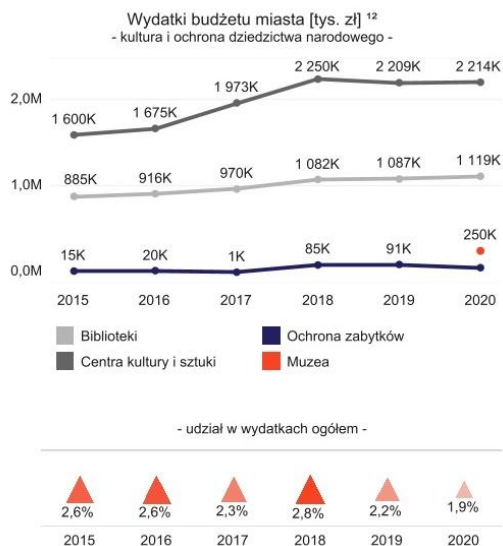 Wydatki budżetu miasta [tys. zł] ¹²
- kultura i ochrona dziedzictwa narodowego -
2 250K 2 209K 2 214K
1 973K
2,0M
1 600K 1 675K
1 082K 1 087K 1 119K
885K 916K 970K
1,0M
250K
15K 20K 1K 85K 91K
0,0M
2015 2016 2017 2018 2019 2020
Biblioteki Ochrona zabytków
Centra kultury i sztuki Muzea
- udział w wydatkach ogółem -
2,6% 2,6% 2,3% 2,8% 2,2% 1,9%
2015 2016 2017 2018 2019 2020